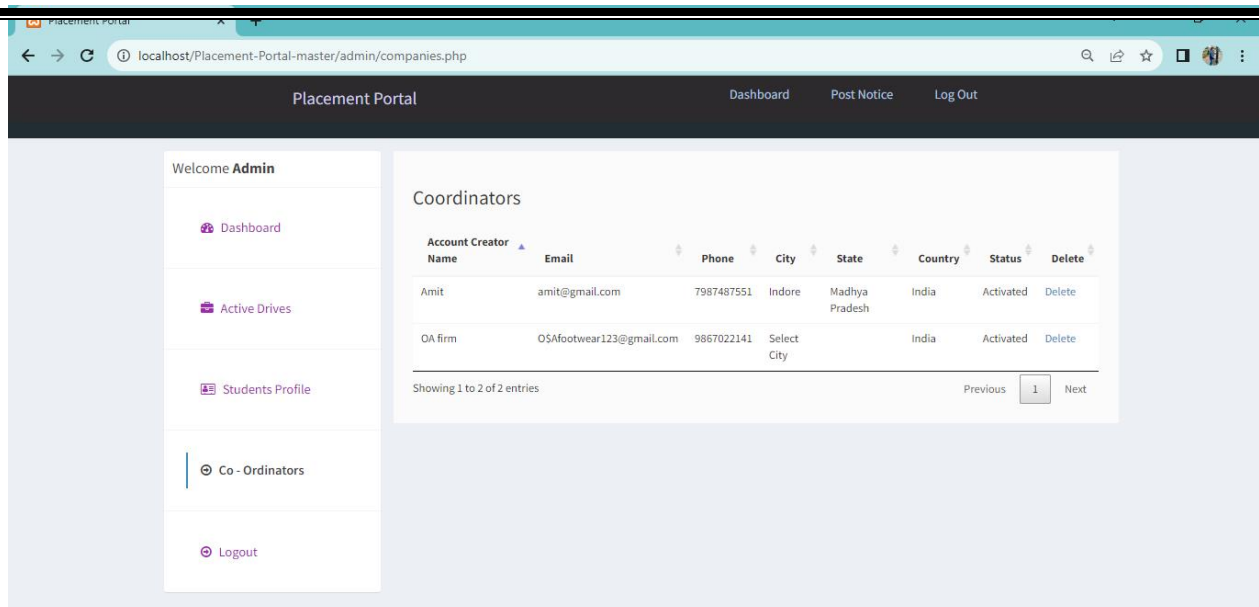 Placement Portal
localhost/Placement-Portal-master/admin/companies.php
Placement Portal Dashboard Post Notice Log Out
Welcome Admin
Dashboard
Active Drives
Students Profile
Co - Ordinators
Logout
Coordinators
Account Creator
Name Email Phone City State Country Status Delete
Amit amit@gmail.com 7987487551 Indore Madhya India Activated Delete
Pradesh
OA firm O$Afootwear123@gmail.com 9867022141 Select India Activated Delete
City
Showing 1 to 2 of 2 entries Previous 1 Next